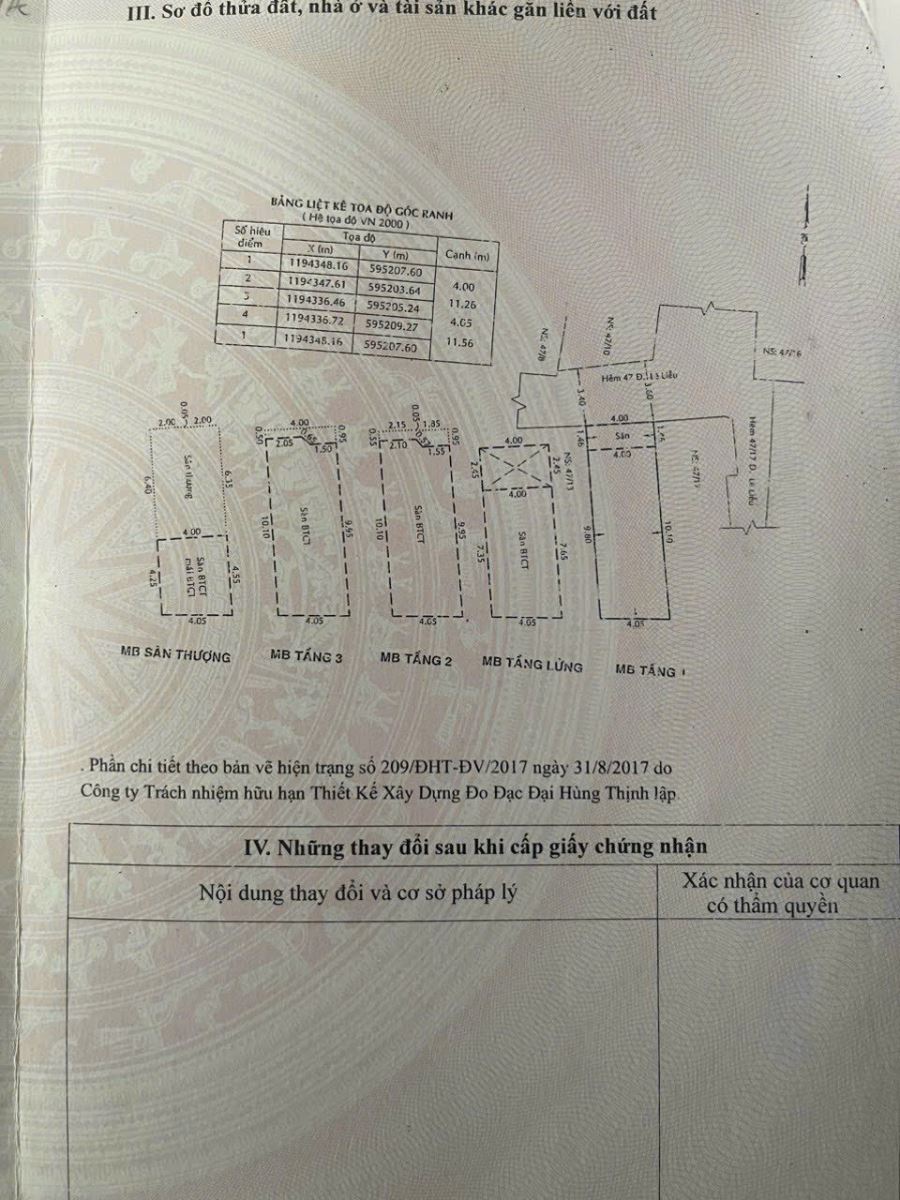 III. Sơ đồ thửa đất, nhà ở và tài sản khác gắn liền với đất
BẢNG LIỆT KÊ TOA ĐỘ GÓC RANH
( Hệ tọa độ VN 2000 )
Số hiệu điểm Tọa độ Cạnh (m)
X (m) Y (m)
1 1194348.16 595207.60
4.00
2 1194347.61 595203.64
11.26
3 1194336.46 595205.24
4.05
4 1194336.72 595209.27
11.56
1 1194348.16 595207.60
NS: 47/8
NS: 47/10
NS: 47/16
Hẻm 47 Đ. Lê Liễu
Hẻm 47/17 Đ. Lê Liễu
3.40 3.60
4.00
1.46 Sân
4.00
9.80 10.10
4.05
MB TẦNG 1
NS: 47/13
4.00
2.45 2.45
4.00
7.35 Sàn BTCT 7.65
4.05
MB TẦNG LỬNG
0.05
2.15 1.85
0.55 2.10 0.57 1.55 0.95
10.10 Sàn BTCT 9.95
4.05
MB TẦNG 2
4.00
0.50 2.05 1.50 0.95
10.10 Sàn BTCT 9.95
4.05
MB TẦNG 3
0.05
2.00 2.00
6.40 Sân thượng 6.35
4.00
4.25 Sàn BTCT mái BTCT 4.55
4.05
MB SÂN THƯỢNG
. Phần chi tiết theo bản vẽ hiện trạng số 209/ĐHT-ĐV/2017 ngày 31/8/2017 do
Công ty Trách nhiệm hữu hạn Thiết Kế Xây Dựng Đo Đạc Đại Hùng Thịnh lập.
IV. Những thay đổi sau khi cấp giấy chứng nhận
Nội dung thay đổi và cơ sở pháp lý
Xác nhận của cơ quan
có thẩm quyền